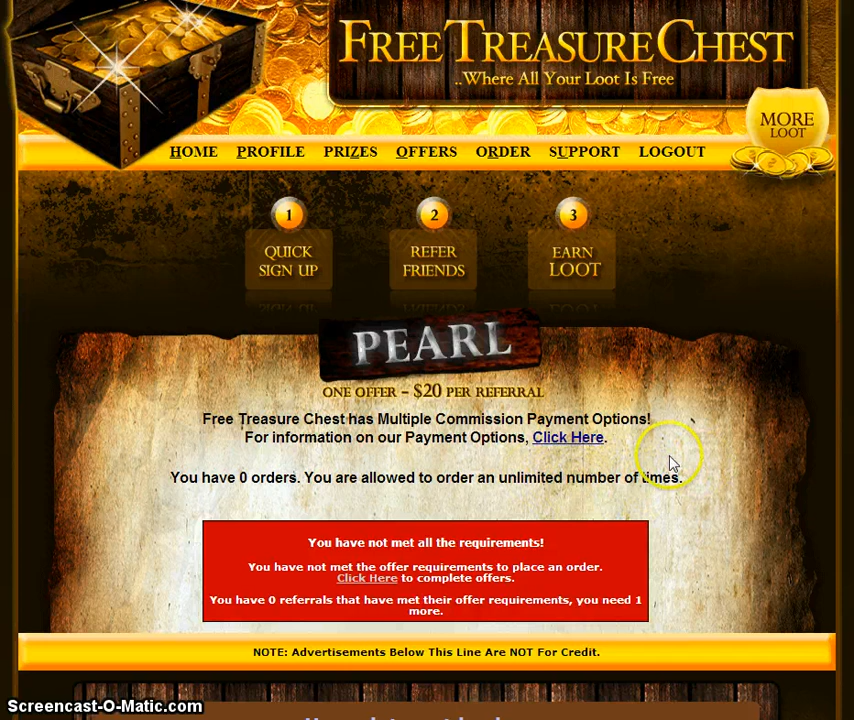 FREE TREASURE CHEST
..Where All Your Loot Is Free
MORE
LOOT
HOME PROFILE PRIZES OFFERS ORDER SUPPORT LOGOUT
1 2 3
QUICK
SIGN UP
REFER
FRIENDS
EARN
LOOT
PEARL
ONE OFFER - $20 PER REFERRAL
Free Treasure Chest has Multiple Commission Payment Options!
For information on our Payment Options, Click Here.
You have 0 orders. You are allowed to order an unlimited number of times.
You have not met all the requirements!
You have not met the offer requirements to place an order.
Click Here to complete offers.
You have 0 referrals that have met their offer requirements, you need 1
more.
NOTE: Advertisements Below This Line Are NOT For Credit.
Screencast-O-Matic.com